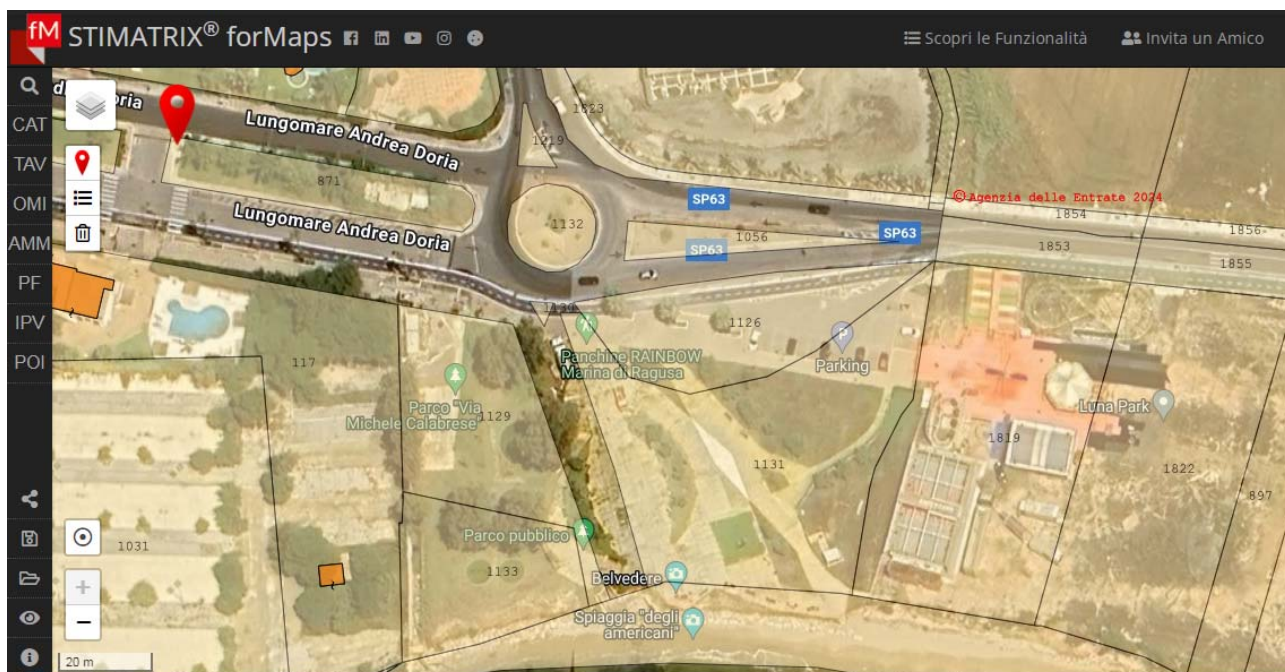 fM STIMATRIX® forMaps
Scopri le Funzionalità
Invita un Amico
CAT
TAV
OMI
AMM
PF
IPV
POI
20 m
Lungomare Andrea Doria
871
Lungomare Andrea Doria
1219
1823
1132
SP63
1056
SP63
SP63
© Agenzia delle Entrate 2024
1854
1856
1853
1855
1130
1126
Panchine RAINBOW
Marina di Ragusa
Parking
117
Parco "Via
Michele Calabrese"
1129
Luna Park
1819
1131
1822
897
1031
Parco pubblico
1133
Belvedere
Spiaggia "degli
americani"